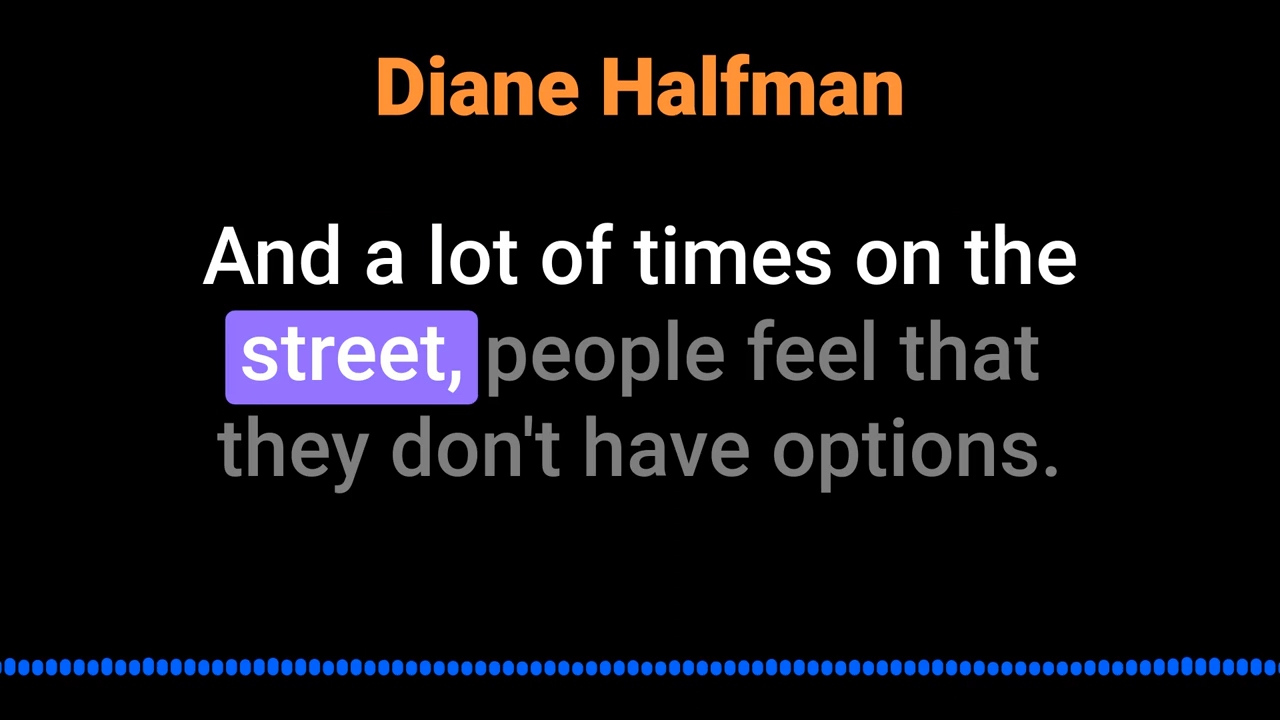 Diane Halfman
And a lot of times on the
street, people feel that
they don't have options.